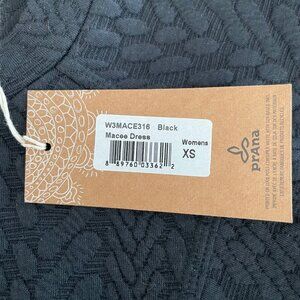 W3MACE316 Black
Macee Dress
Womens
XS
8 89760 03362 2
prAna